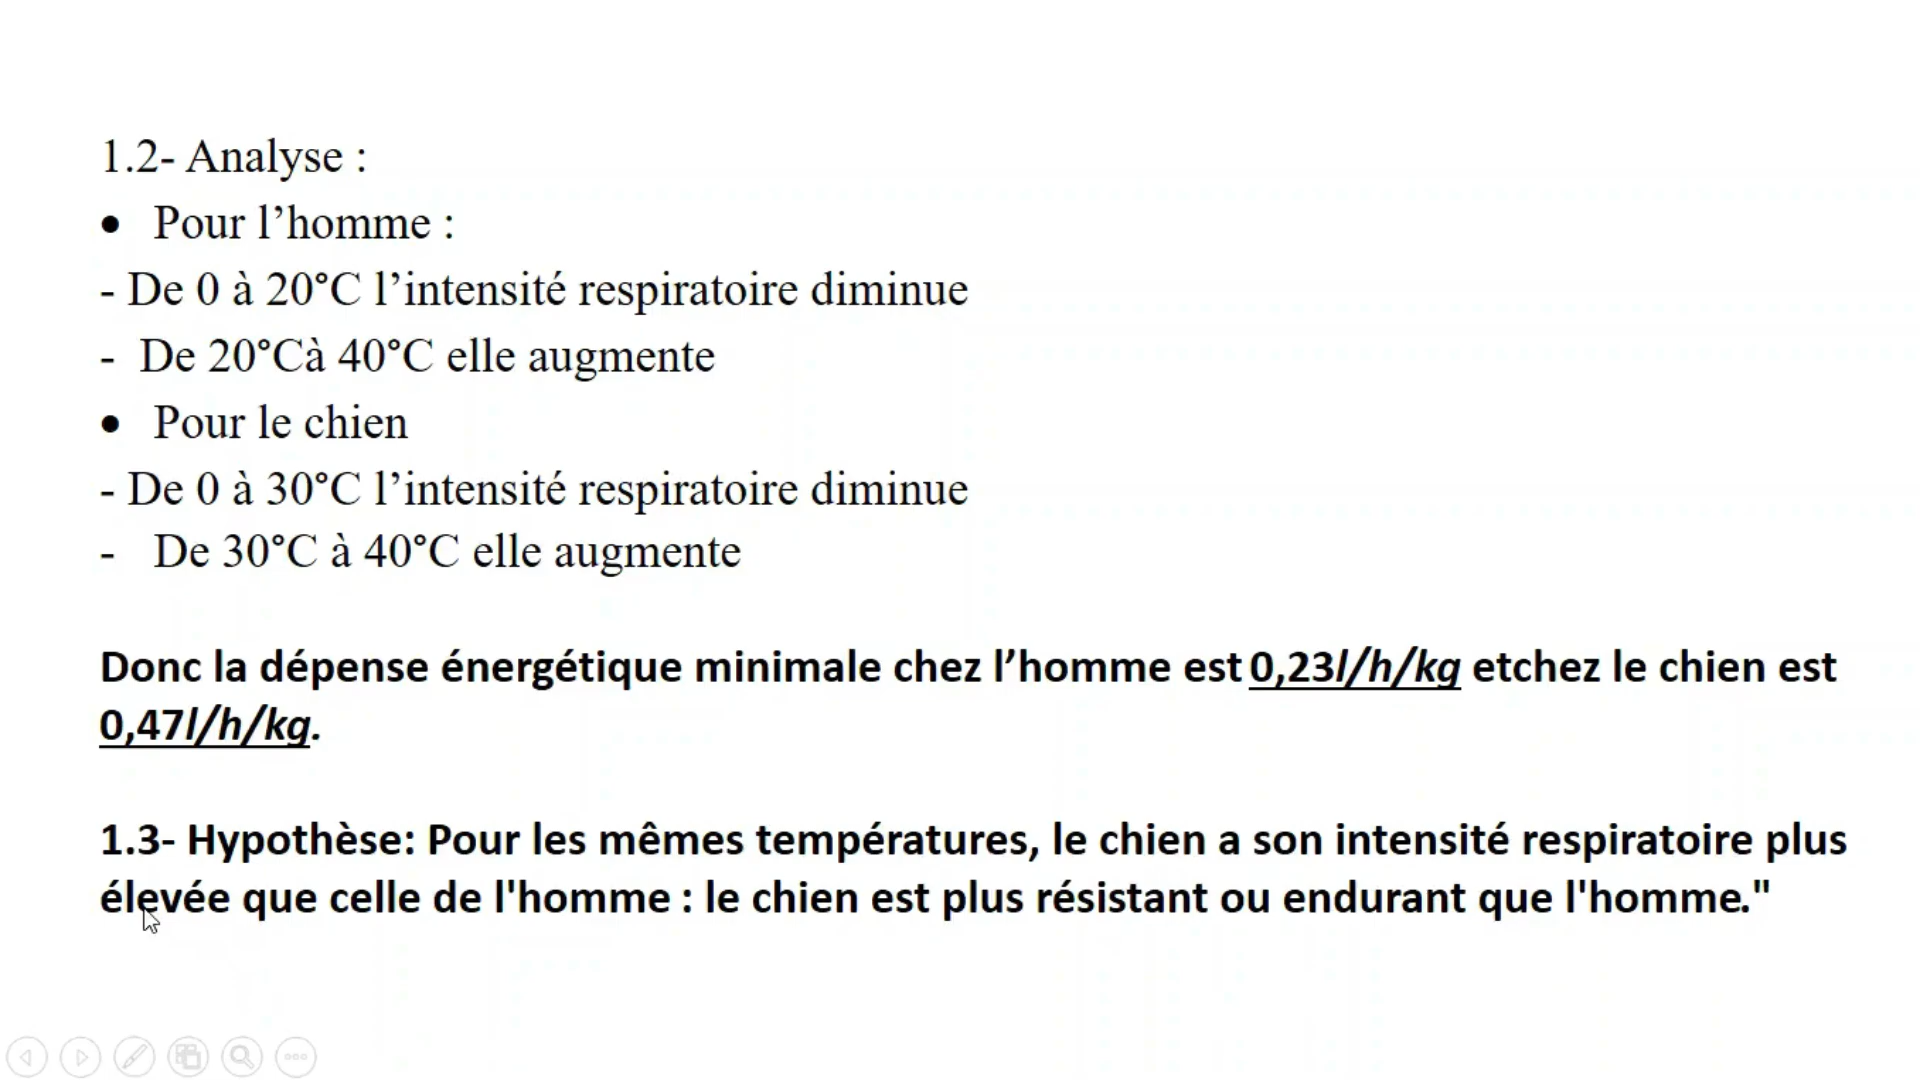 1.2- Analyse :
• Pour l’homme :
- De 0 à 20°C l’intensité respiratoire diminue
- De 20°Cà 40°C elle augmente
• Pour le chien
- De 0 à 30°C l’intensité respiratoire diminue
- De 30°C à 40°C elle augmente
Donc la dépense énergétique minimale chez l’homme est 0,23l/h/kg etchez le chien est
0,47l/h/kg.
1.3- Hypothèse: Pour les mêmes températures, le chien a son intensité respiratoire plus
élevée que celle de l'homme : le chien est plus résistant ou endurant que l'homme."